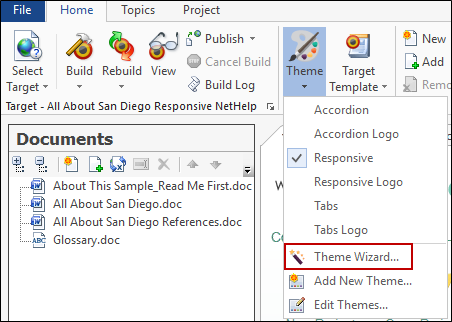 File Home Topics Project
Select Target Build Rebuild View Publish Cancel Build Build Log Theme Target Template New Add Remo
Target - All About San Diego Responsive NetHelp
Documents
About This Sample_Read Me First.doc
All About San Diego.doc
All About San Diego References.doc
ABC Glossary.doc
Accordion
Accordion Logo
Responsive
Responsive Logo
Tabs
Tabs Logo
Theme Wizard...
Add New Theme...
Edit Themes...